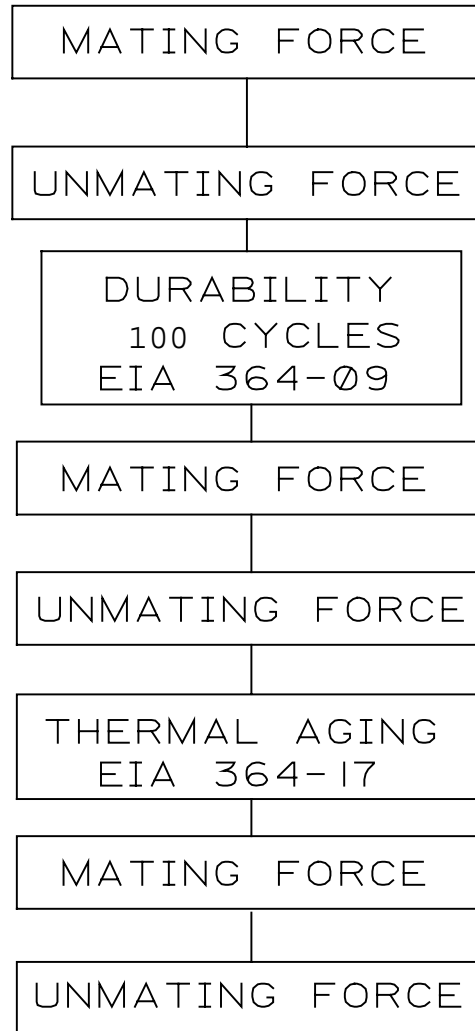 MATING FORCE
UNMATING FORCE
DURABILITY
100 CYCLES
EIA 364-09
MATING FORCE
UNMATING FORCE
THERMAL AGING
EIA 364-17
MATING FORCE
UNMATING FORCE